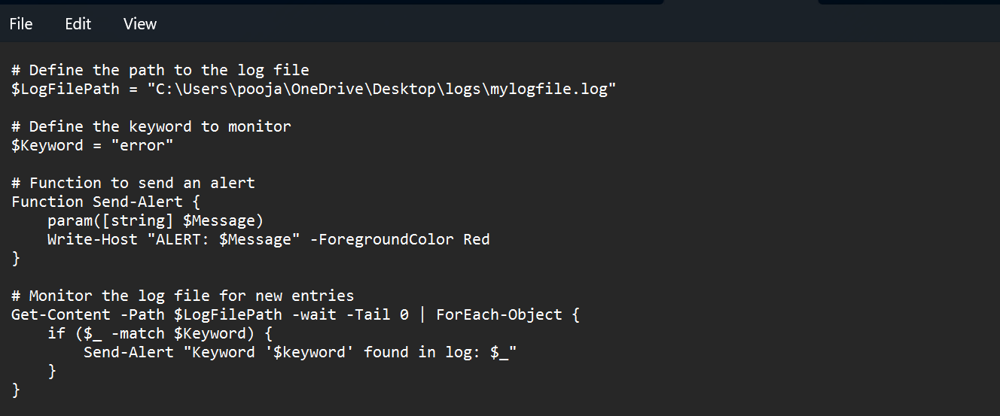 File Edit View
# Define the path to the log file
$LogFilePath = "C:\Users\pooja\OneDrive\Desktop\logs\mylogfile.log"
# Define the keyword to monitor
$Keyword = "error"
# Function to send an alert
Function Send-Alert {
    param([string] $Message)
    Write-Host "ALERT: $Message" -ForegroundColor Red
}
# Monitor the log file for new entries
Get-Content -Path $LogFilePath -wait -Tail 0 | ForEach-Object {
    if ($_ -match $Keyword) {
        Send-Alert "Keyword '$keyword' found in log: $_"
    }
}